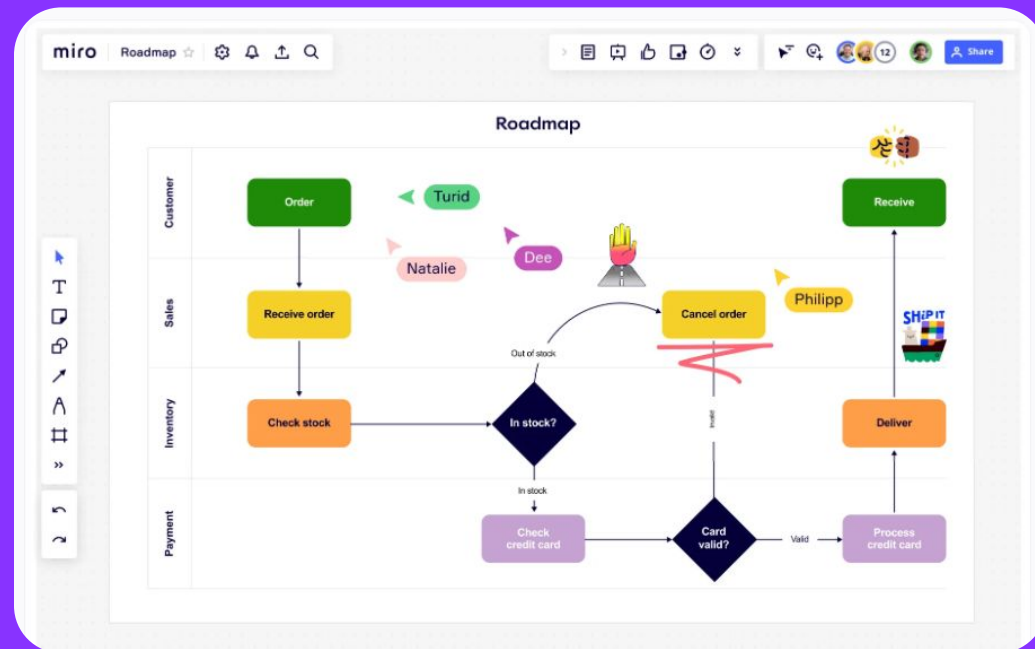 miro
Roadmap
12
Share
Roadmap
Customer
Order
Turid
Receive
Natalie
Dee
Sales
Receive order
Cancel order
Philipp
SHiP IT
Out of stock
Inventory
Check stock
In stock?
Invalid
Deliver
In stock
Payment
Check
credit card
Card
valid?
Valid
Process
credit card